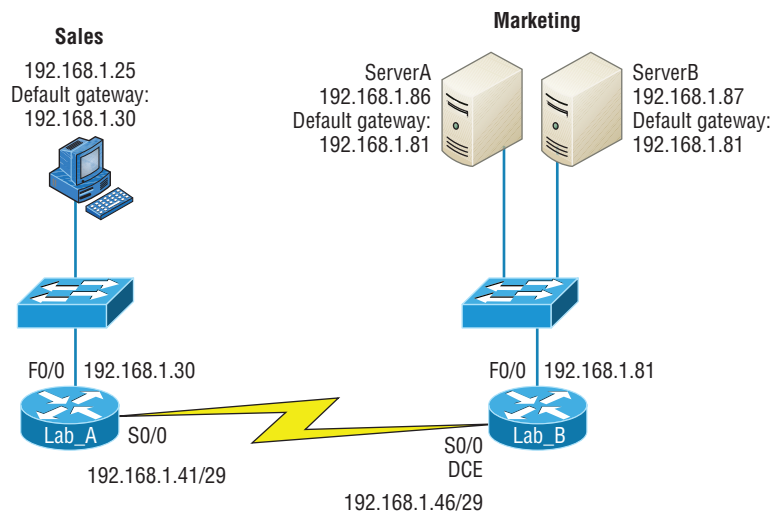 Sales
192.168.1.25
Default gateway:
192.168.1.30
Marketing
ServerA
192.168.1.86
Default gateway:
192.168.1.81
ServerB
192.168.1.87
Default gateway:
192.168.1.81
F0/0 192.168.1.30
Lab_A
S0/0
192.168.1.41/29
F0/0 192.168.1.81
Lab_B
S0/0
DCE
192.168.1.46/29